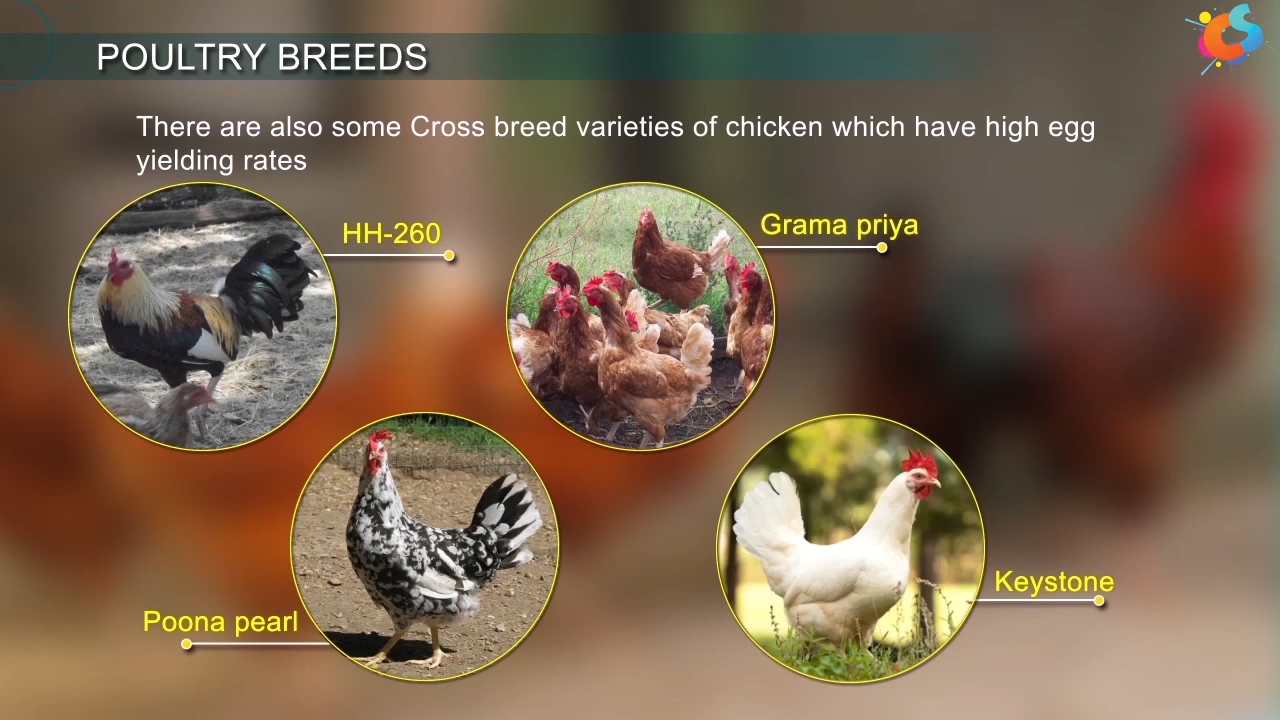 POULTRY BREEDS
There are also some Cross breed varieties of chicken which have high egg
yielding rates
HH-260
Grama priya
Poona pearl
Keystone
CS